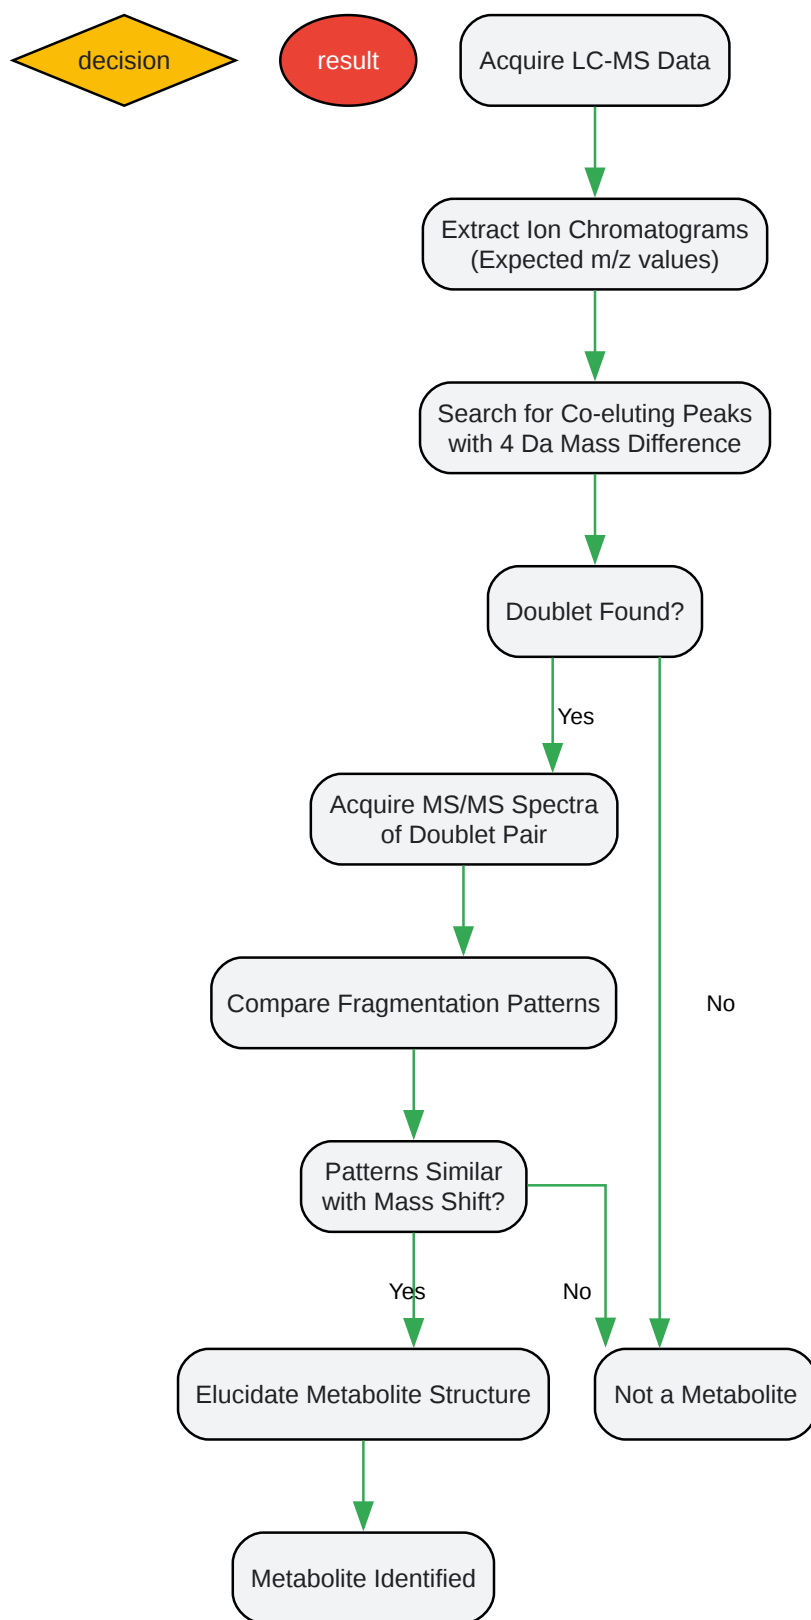 decision
result
Acquire LC-MS Data
Extract Ion Chromatograms
(Expected m/z values)
Search for Co-eluting Peaks
with 4 Da Mass Difference
Doublet Found?
Yes
Acquire MS/MS Spectra
of Doublet Pair
Compare Fragmentation Patterns
No
Patterns Similar
with Mass Shift?
Yes
No
Elucidate Metabolite Structure
Not a Metabolite
Metabolite Identified